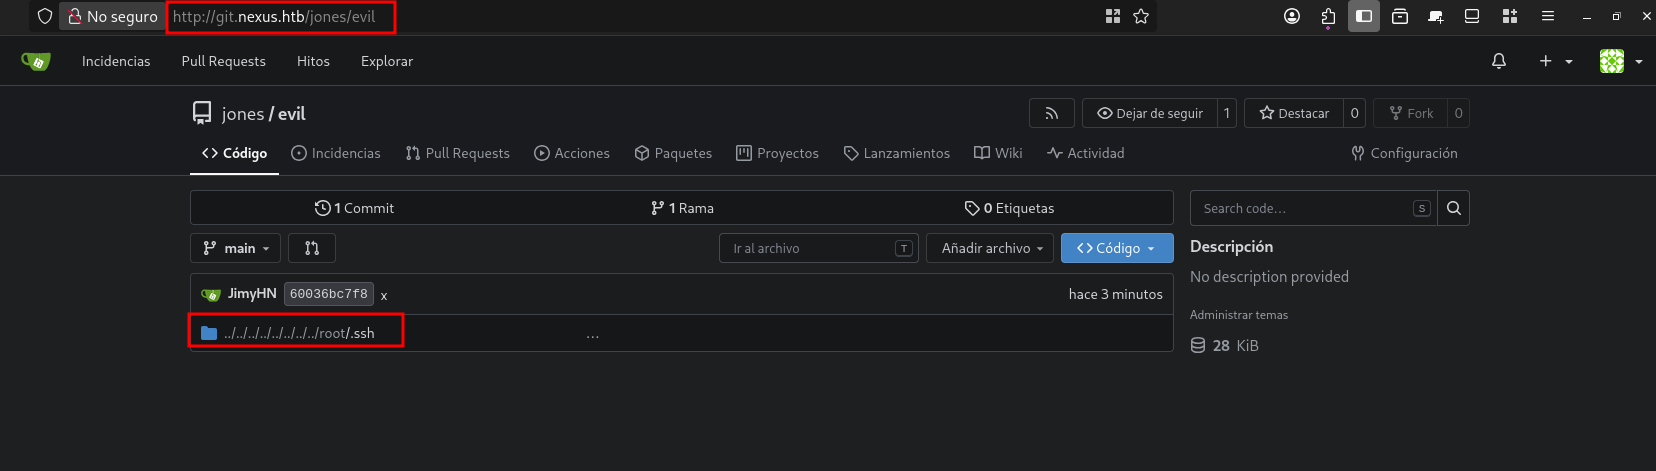 No seguro http://git.nexus.htb/jones/evil
Incidencias Pull Requests Hitos Explorar
jones / evil Dejar de seguir 1 Destacar 0 Fork 0
Código Incidencias Pull Requests Acciones Paquetes Proyectos Lanzamientos Wiki Actividad Configuración
1 Commit 1 Rama 0 Etiquetas Search code... S
main Ir al archivo T Añadir archivo Código Descripción
No description provided
JimyHN 60036bc7f8 x hace 3 minutos
Administrar temas
../../../../../../../../root/.ssh ...
28 KiB